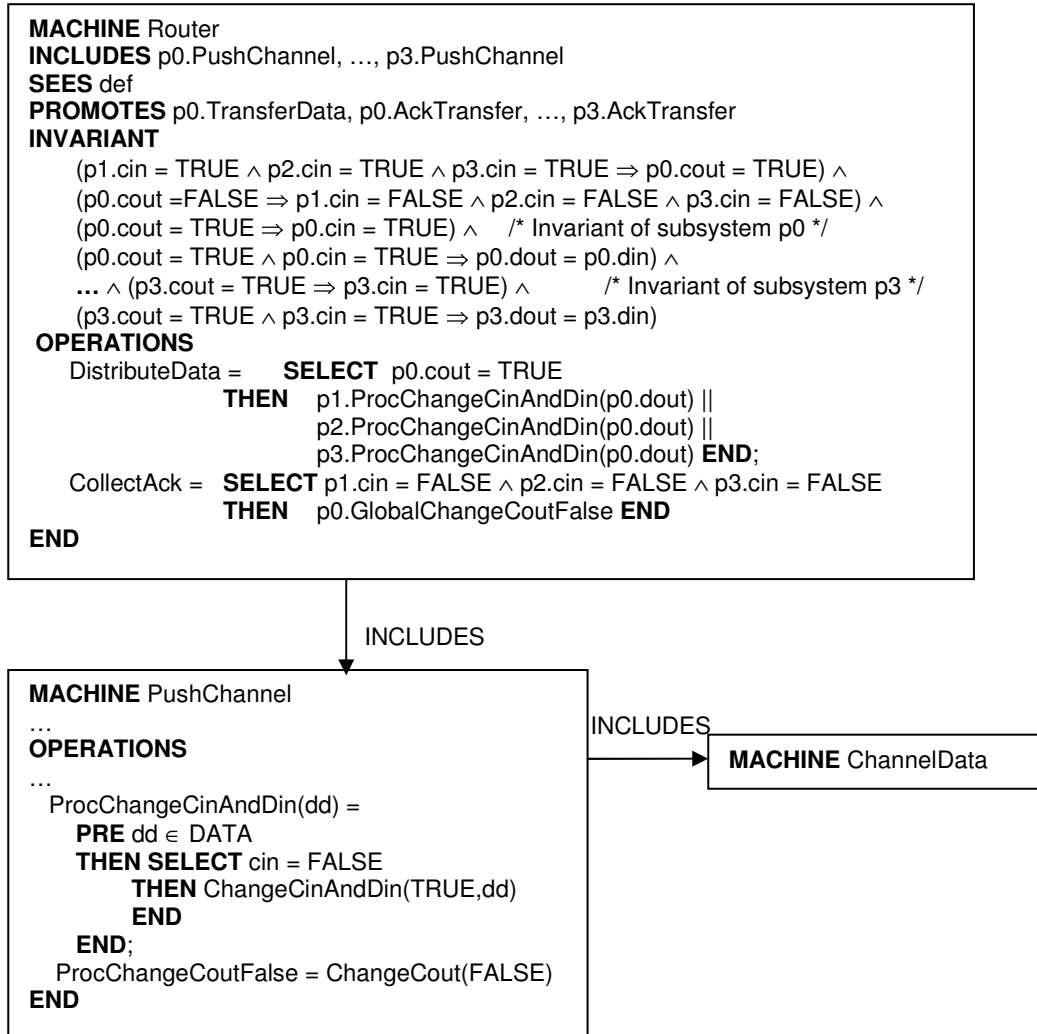 MACHINE Router
INCLUDES p0.PushChannel, …, p3.PushChannel
SEES def
PROMOTES p0.TransferData, p0.AckTransfer, …, p3.AckTransfer
INVARIANT
(p1.cin = TRUE ∧ p2.cin = TRUE ∧ p3.cin = TRUE ⇒ p0.cout = TRUE) ∧
(p0.cout =FALSE ⇒ p1.cin = FALSE ∧ p2.cin = FALSE ∧ p3.cin = FALSE) ∧
(p0.cout = TRUE ⇒ p0.cin = TRUE) ∧ /* Invariant of subsystem p0 */
(p0.cout = TRUE ∧ p0.cin = TRUE ⇒ p0.dout = p0.din) ∧
… ∧ (p3.cout = TRUE ⇒ p3.cin = TRUE) ∧ /* Invariant of subsystem p3 */
(p3.cout = TRUE ∧ p3.cin = TRUE ⇒ p3.dout = p3.din)
OPERATIONS
DistributeData = SELECT p0.cout = TRUE
THEN p1.ProcChangeCinAndDin(p0.dout) ||
p2.ProcChangeCinAndDin(p0.dout) ||
p3.ProcChangeCinAndDin(p0.dout) END;
CollectAck = SELECT p1.cin = FALSE ∧ p2.cin = FALSE ∧ p3.cin = FALSE
THEN p0.GlobalChangeCoutFalse END
END
INCLUDES
MACHINE PushChannel
…
OPERATIONS
…
ProcChangeCinAndDin(dd) =
PRE dd ∈ DATA
THEN SELECT cin = FALSE
THEN ChangeCinAndDin(TRUE,dd)
END
END;
ProcChangeCoutFalse = ChangeCout(FALSE)
END
INCLUDES
MACHINE ChannelData